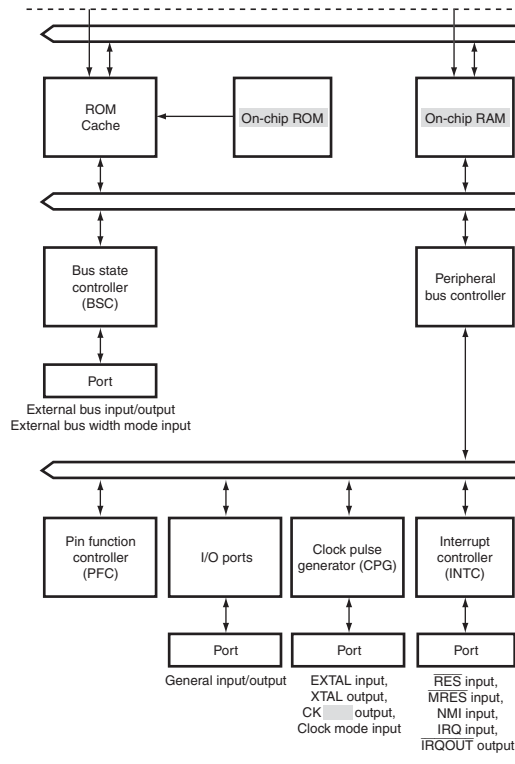 ROM
Cache
On-chip ROM
On-chip RAM
Bus state
controller
(BSC)
Peripheral
bus controller
Port
External bus input/output
External bus width mode input
Pin function
controller
(PFC)
I/O ports
Clock pulse
generator (CPG)
Interrupt
controller
(INTC)
Port
Port
Port
General input/output
EXTAL input,
XTAL output,
CK output,
Clock mode input
RES input,
MRES input,
NMI input,
IRQ input,
IRQOUT output